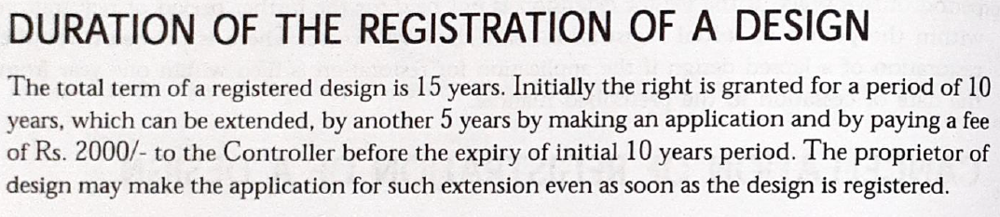 DURATION OF THE REGISTRATION OF A DESIGN
The total term of a registered design is 15 years. Initially the right is granted for a period of 10
years, which can be extended, by another 5 years by making an application and by paying a fee
of Rs. 2000/- to the Controller before the expiry of initial 10 years period. The proprietor of
design may make the application for such extension even as soon as the design is registered.